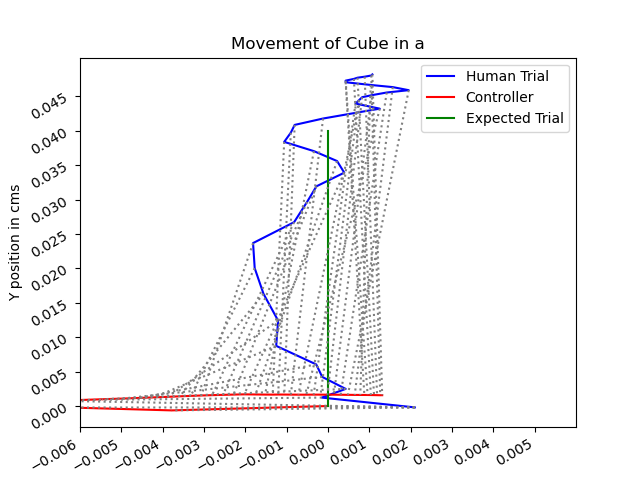 Movement of Cube in a
Human Trial
Controller
Expected Trial
Y position in cms
0.045
0.040
0.035
0.030
0.025
0.020
0.015
0.010
0.005
0.000
−0.006 −0.005 −0.004 −0.003 −0.002 −0.001 0.000 0.001 0.002 0.003 0.004 0.005